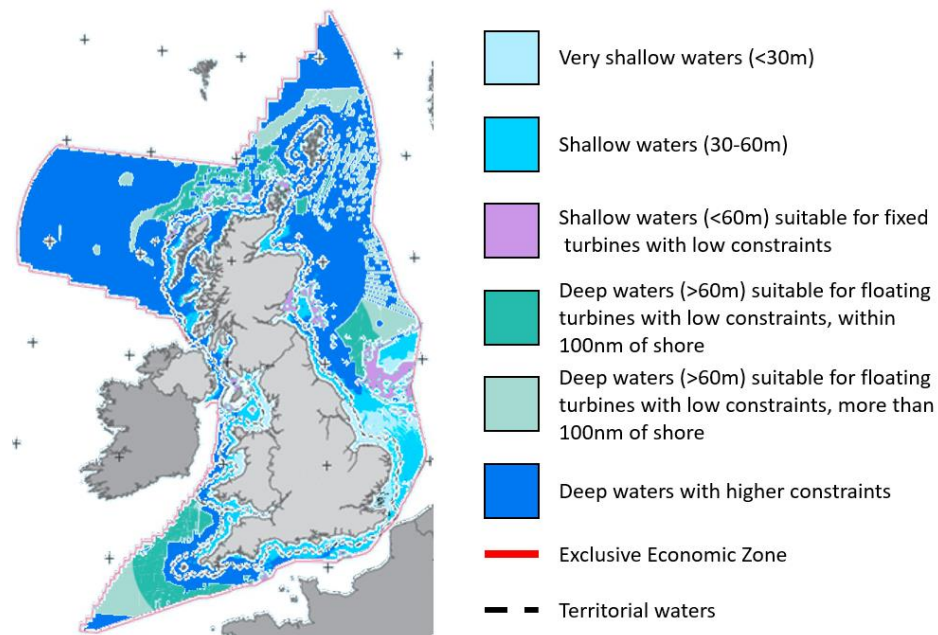 Very shallow waters (<30m)
Shallow waters (30-60m)
Shallow waters (<60m) suitable for fixed
turbines with low constraints
Deep waters (>60m) suitable for floating
turbines with low constraints, within
100nm of shore
Deep waters (>60m) suitable for floating
turbines with low constraints, more than
100nm of shore
Deep waters with higher constraints
Exclusive Economic Zone
Territorial waters